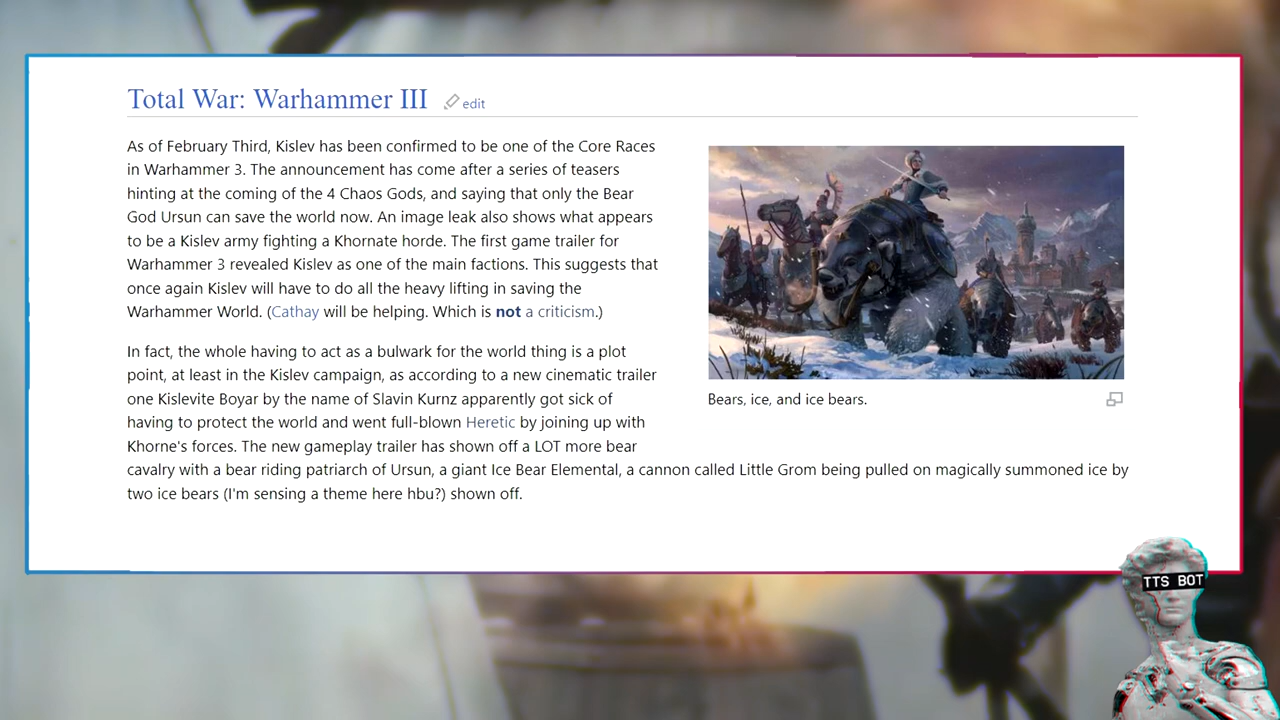 Total War: Warhammer III edit
As of February Third, Kislev has been confirmed to be one of the Core Races
in Warhammer 3. The announcement has come after a series of teasers
hinting at the coming of the 4 Chaos Gods, and saying that only the Bear
God Ursun can save the world now. An image leak also shows what appears
to be a Kislev army fighting a Khornate horde. The first game trailer for
Warhammer 3 revealed Kislev as one of the main factions. This suggests that
once again Kislev will have to do all the heavy lifting in saving the
Warhammer World. (Cathay will be helping. Which is not a criticism.)
In fact, the whole having to act as a bulwark for the world thing is a plot
point, at least in the Kislev campaign, as according to a new cinematic trailer
one Kislevite Boyar by the name of Slavin Kurnz apparently got sick of
having to protect the world and went full-blown Heretic by joining up with
Khorne's forces. The new gameplay trailer has shown off a LOT more bear
cavalry with a bear riding patriarch of Ursun, a giant Ice Bear Elemental, a cannon called Little Grom being pulled on magically summoned ice by
two ice bears (I'm sensing a theme here hbu?) shown off.
Bears, ice, and ice bears.
TTS BOT